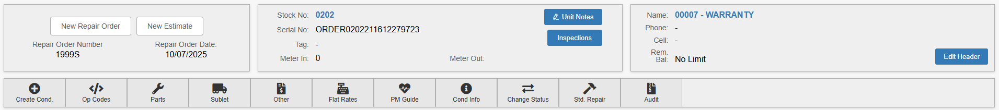 New Repair Order New Estimate
Repair Order Number Repair Order Date:
1999S 10/07/2025
Stock No: 0202 Unit Notes
Serial No: ORDER0202211612279723
Inspections
Tag: -
Meter In: 0 Meter Out:
Name: 00007 - WARRANTY
Phone: -
Cell: -
Rem.
Bal: No Limit
Edit Header
Create Cond. Op Codes Parts Sublet Other Flat Rates PM Guide Cond Info Change Status Std. Repair Audit